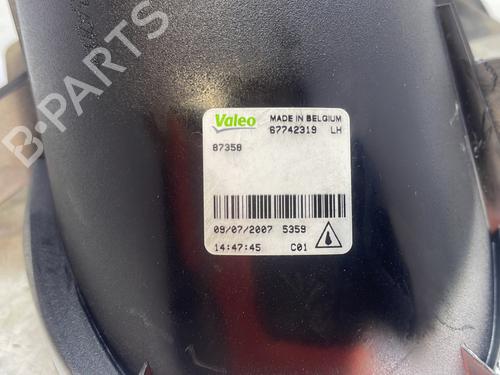 B-PARTS
Valeo
MADE IN BELGIUM
67742319 LH
87358
09/07/2007 5359
14:47:45 C01